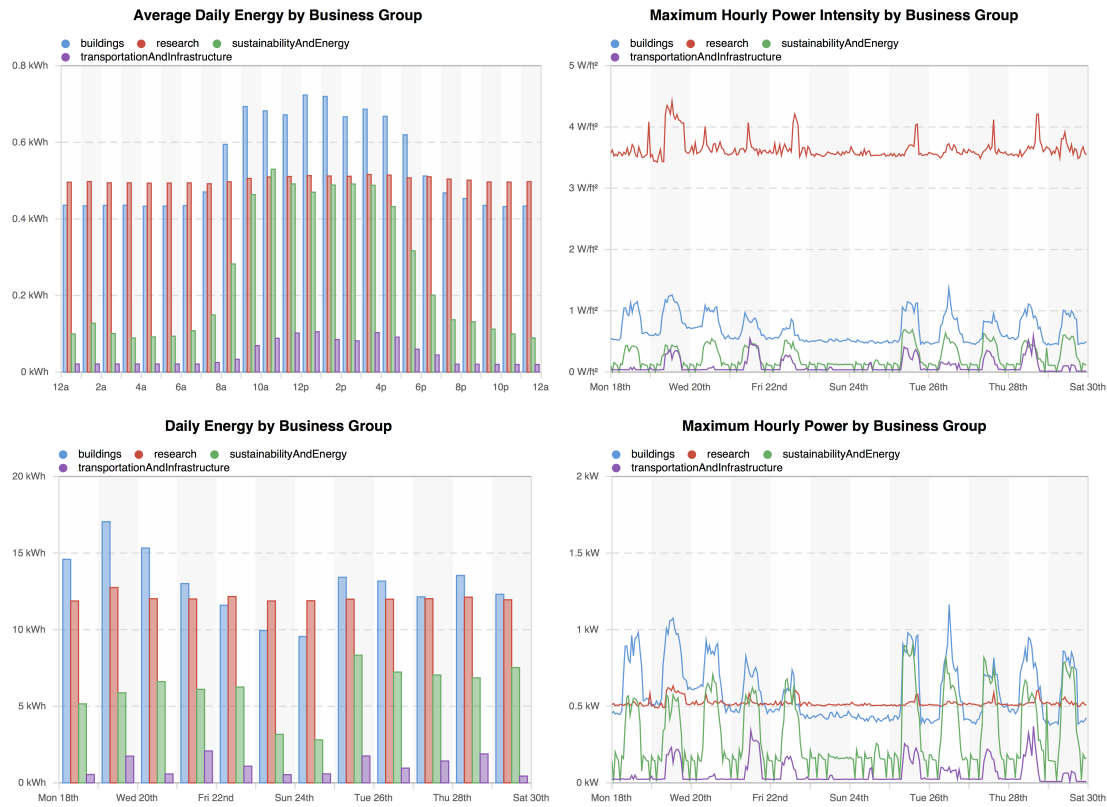 Average Daily Energy by Business Group
buildings research sustainabilityAndEnergy
transportationAndInfrastructure
0.8 kWh
0.6 kWh
0.4 kWh
0.2 kWh
0 kWh
12a 2a 4a 6a 8a 10a 12p 2p 4p 6p 8p 10p 12a
Maximum Hourly Power Intensity by Business Group
buildings research sustainabilityAndEnergy
transportationAndInfrastructure
5 W/ft²
4 W/ft²
3 W/ft²
2 W/ft²
1 W/ft²
0 W/ft²
Mon 18th Wed 20th Fri 22nd Sun 24th Tue 26th Thu 28th Sat 30th
Daily Energy by Business Group
buildings research sustainabilityAndEnergy
transportationAndInfrastructure
20 kWh
15 kWh
10 kWh
5 kWh
0 kWh
Mon 18th Wed 20th Fri 22nd Sun 24th Tue 26th Thu 28th Sat 30th
Maximum Hourly Power by Business Group
buildings research sustainabilityAndEnergy
transportationAndInfrastructure
2 kW
1.5 kW
1 kW
0.5 kW
0 kW
Mon 18th Wed 20th Fri 22nd Sun 24th Tue 26th Thu 28th Sat 30th